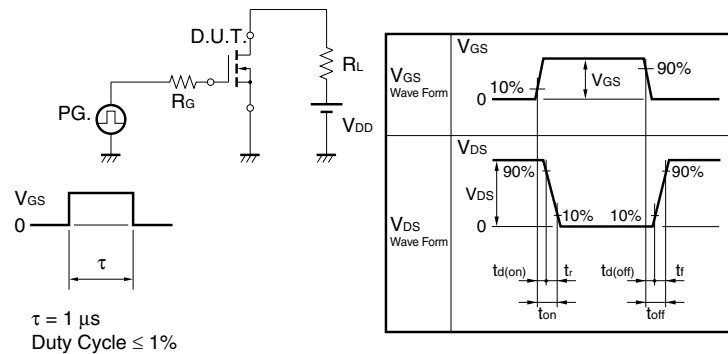 D.U.T.
RL
RG
PG.
VDD
VGS
0
τ
τ = 1 μs
Duty Cycle ≤ 1%
VGS
Wave Form
VGS
10%
0
VGS
90%
VDS
Wave Form
VDS
VDS
90%
90%
10%
10%
0
td(on)
tr
td(off)
tf
ton
toff